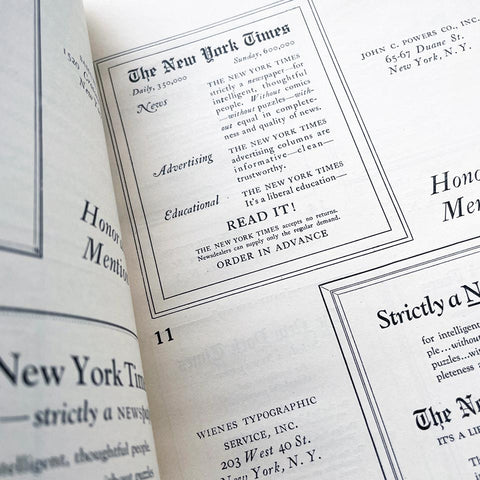 The New York Times
Daily, 350,000
Sunday, 600,000
News
THE NEW YORK TIMES
strictly a newspaper—for
intelligent, thoughtful
people. Without comics
—without puzzles—with-
out equal in complete-
ness and quality of news.
Advertising
THE NEW YORK TIMES
advertising columns are
informative—clean—
trustworthy.
Educational
THE NEW YORK TIMES
It's a liberal education—
READ IT!
THE NEW YORK TIMES accepts no returns.
Newsdealers can supply only the regular demand.
ORDER IN ADVANCE
11
JOHN C. POWERS CO., INC.
65-67 Duane St.
New York, N. Y.
Hono
Men
Honor
Mention
New York Tim
—strictly a NEWSp
intelligent, thoughtful people.
without puzzles
WIENES TYPOGRAPHIC
SERVICE, INC.
203 West 40 St.
New York, N. Y.
Strictly a N
for intelligent
ple...without
puzzles...wi
pleteness a
The Ne
IT'S A LI
Th